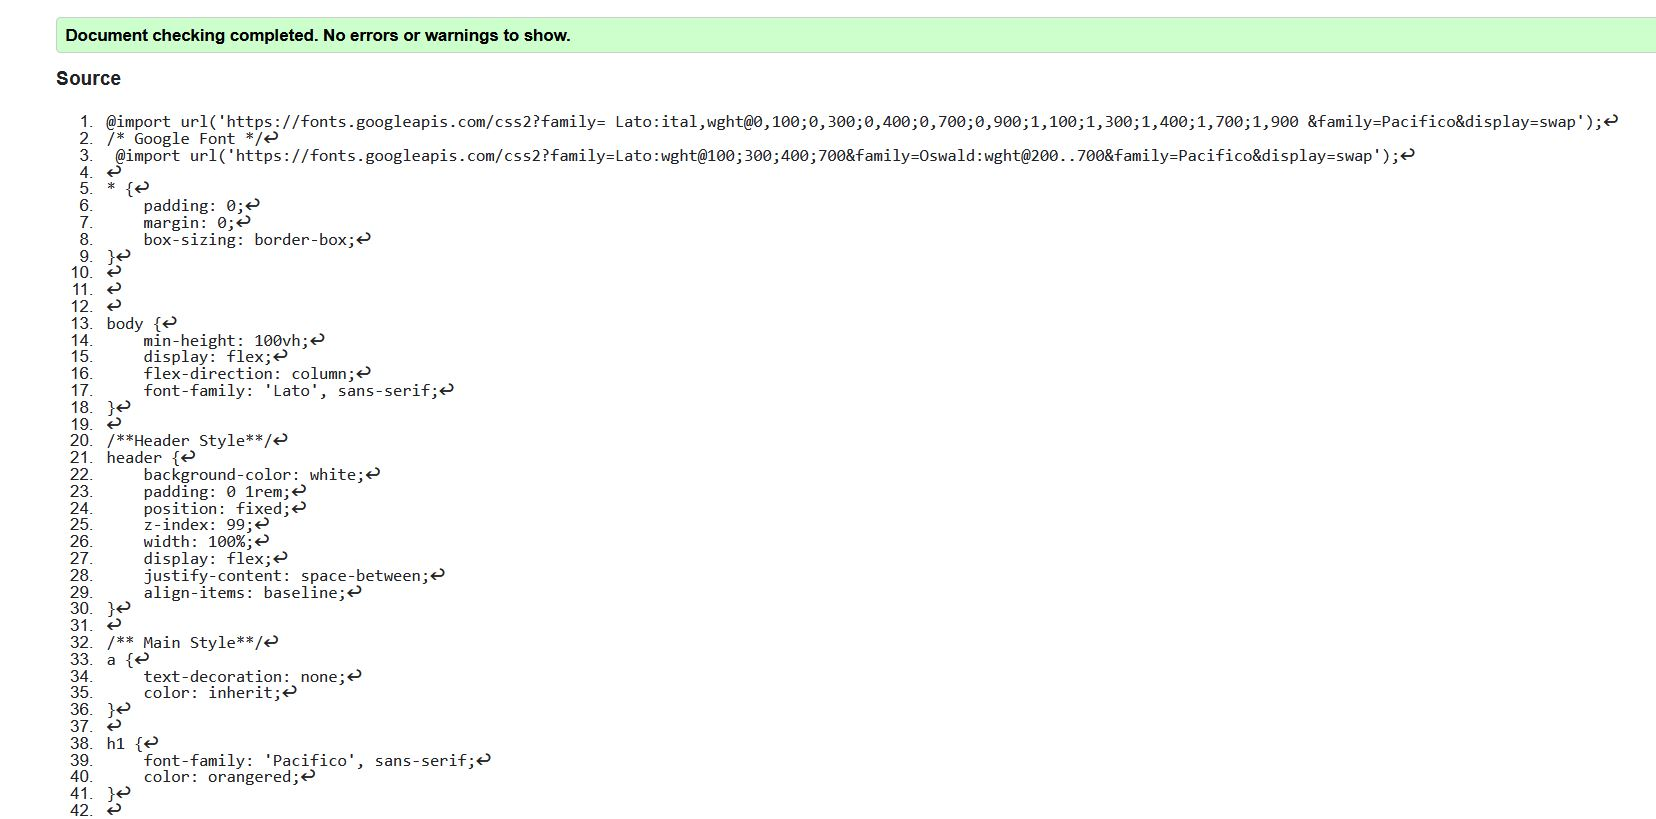 Document checking completed. No errors or warnings to show.
Source
1. @import url('https://fonts.googleapis.com/css2?family= Lato:ital,wght@0,100;0,300;0,400;0,700;0,900;1,100;1,300;1,400;1,700;1,900 &family=Pacifico&display=swap');↩
2. /* Google Font */↩
3.  @import url('https://fonts.googleapis.com/css2?family=Lato:wght@100;300;400;700&family=Oswald:wght@200..700&family=Pacifico&display=swap');↩
4. ↩
5. * {↩
6.     padding: 0;↩
7.     margin: 0;↩
8.     box-sizing: border-box;↩
9. }↩
10. ↩
11. ↩
12. ↩
13. body {↩
14.     min-height: 100vh;↩
15.     display: flex;↩
16.     flex-direction: column;↩
17.     font-family: 'Lato', sans-serif;↩
18. }↩
19. ↩
20. /**Header Style**/↩
21. header {↩
22.     background-color: white;↩
23.     padding: 0 1rem;↩
24.     position: fixed;↩
25.     z-index: 99;↩
26.     width: 100%;↩
27.     display: flex;↩
28.     justify-content: space-between;↩
29.     align-items: baseline;↩
30. }↩
31. ↩
32. /** Main Style**/↩
33. a {↩
34.     text-decoration: none;↩
35.     color: inherit;↩
36. }↩
37. ↩
38. h1 {↩
39.     font-family: 'Pacifico', sans-serif;↩
40.     color: orangered;↩
41. }↩
42. ↩